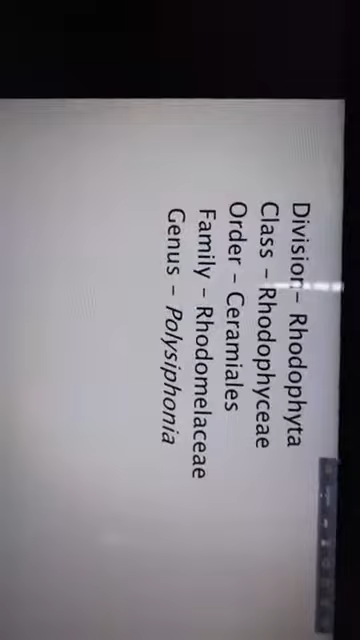 Division – Rhodophyta
Class – Rhodophyceae
Order – Ceramiales
Family – Rhodomelaceae
Genus – Polysiphonia